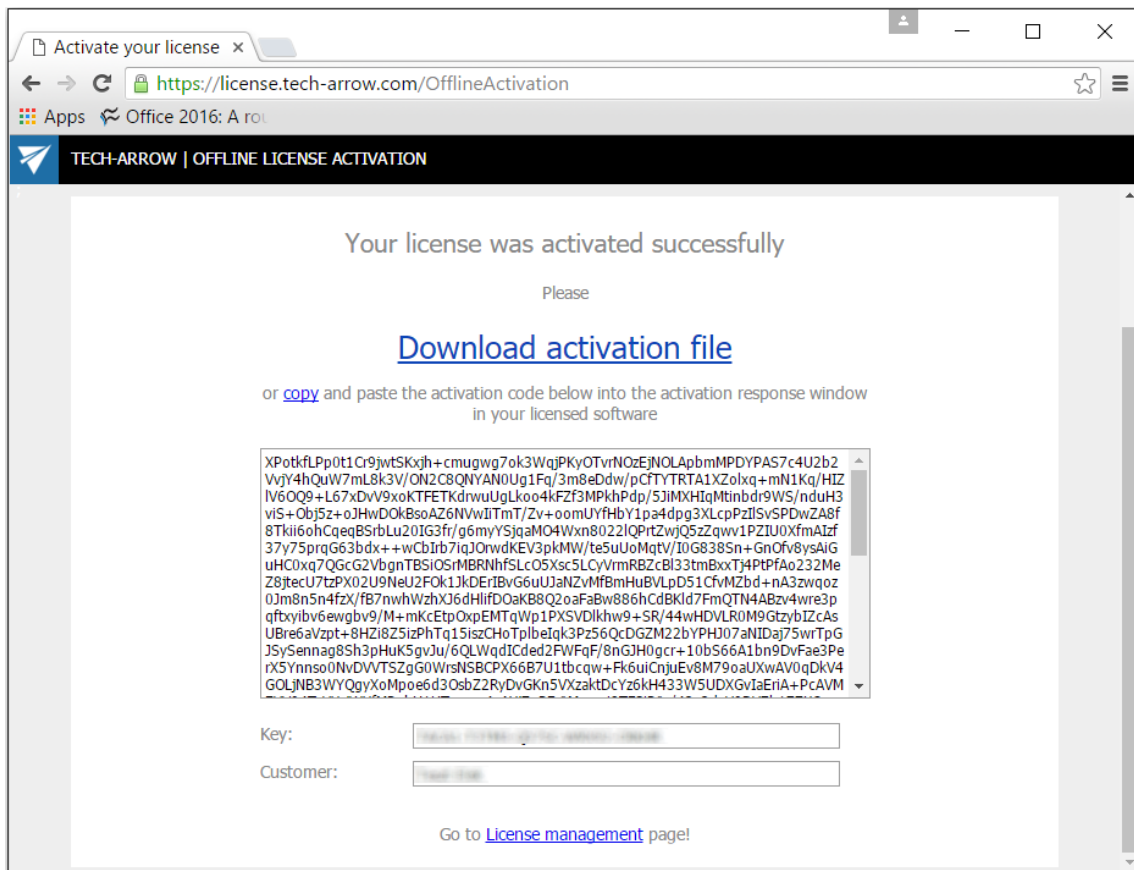 Activate your license
https://license.tech-arrow.com/OfflineActivation
Apps Office 2016: A rou
TECH-ARROW | OFFLINE LICENSE ACTIVATION
Your license was activated successfully
Please
Download activation file
or copy and paste the activation code below into the activation response window
in your licensed software
XPotkfLPp0t1Cr9jwtSKxjh+cmugwg7ok3WqjPKyOTvrNOzEjNOLApbmMPDYPAS7c4U2b2
VvjY4hQuW7mL8k3V/ON2C8QNYAN0Ug1Fq/3m8eDdw/pCfTYTRTA1XZolxq+mN1Kq/HIZ
lV6OQ9+L67xDvV9xoKTFETKdrwuUgLkoo4kFZf3MPkhPdp/5JiMXHIqMtinbdr9WS/nduH3
viS+Obj5z+oJHwDOkBsoAZ6NVwIiTmT/Zv+oomUYfHbY1pa4dpg3XLcpPzIlSvSPDwZA8f
8Tkii6ohCqeqBSrbLu20IG3fr/g6myYSjqaMO4Wxn8022lQPrtZwjQ5zZqwv1PZIU0XfmAIzf
37y75prqG63bdx++wCbIrb7iqJOrwdKEV3pkMW/te5uUoMqtV/I0G838Sn+GnOfv8ysAiG
uHC0xq7QGcG2VbgnTBSiOSrMBRNhfSLcO5Xsc5LCyVrmRBZcBl33tmBxxTj4PtPfAo232Me
Z8jtecU7tzPX02U9NeU2FOk1JkDErIBvG6uUJaNZvMfBmHuBVLpD51CfvMZbd+nA3zwqoz
0Jm8n5n4fzX/fB7nwhWzhXJ6dHlifDOaKB8Q2oaFaBw886hCdBKld7FmQTN4ABzv4wre3p
qftxyibv6ewgbv9/M+mKcEtpOxpEMTqWp1PXSVDlkhw9+SR/44wHDVLR0M9GtzybIZcAs
UBre6aVzpt+8HZi8Z5izPhTq15iszCHoTplbeIqk3Pz56QcDGZM22bYPHJ07aNIDaj75wrTpG
JSySennag8Sh3pHuK5gvJu/6QLWqdICded2FWFqF/8nGJH0gcr+10bS66A1bn9DvFae3Pe
rX5Ynnso0NvDVVTSZgG0WrsNSBCPX66B7U1tbcqw+Fk6uiCnjuEv8M79oaUXwAV0qDkV4
GOLjNB3WYQgyXoMpoe6d3OsbZ2RyDvGKn5VXzaktDcYz6kH433W5UDXGvIaEriA+PcAVM
Key:
Customer:
Go to License management page!